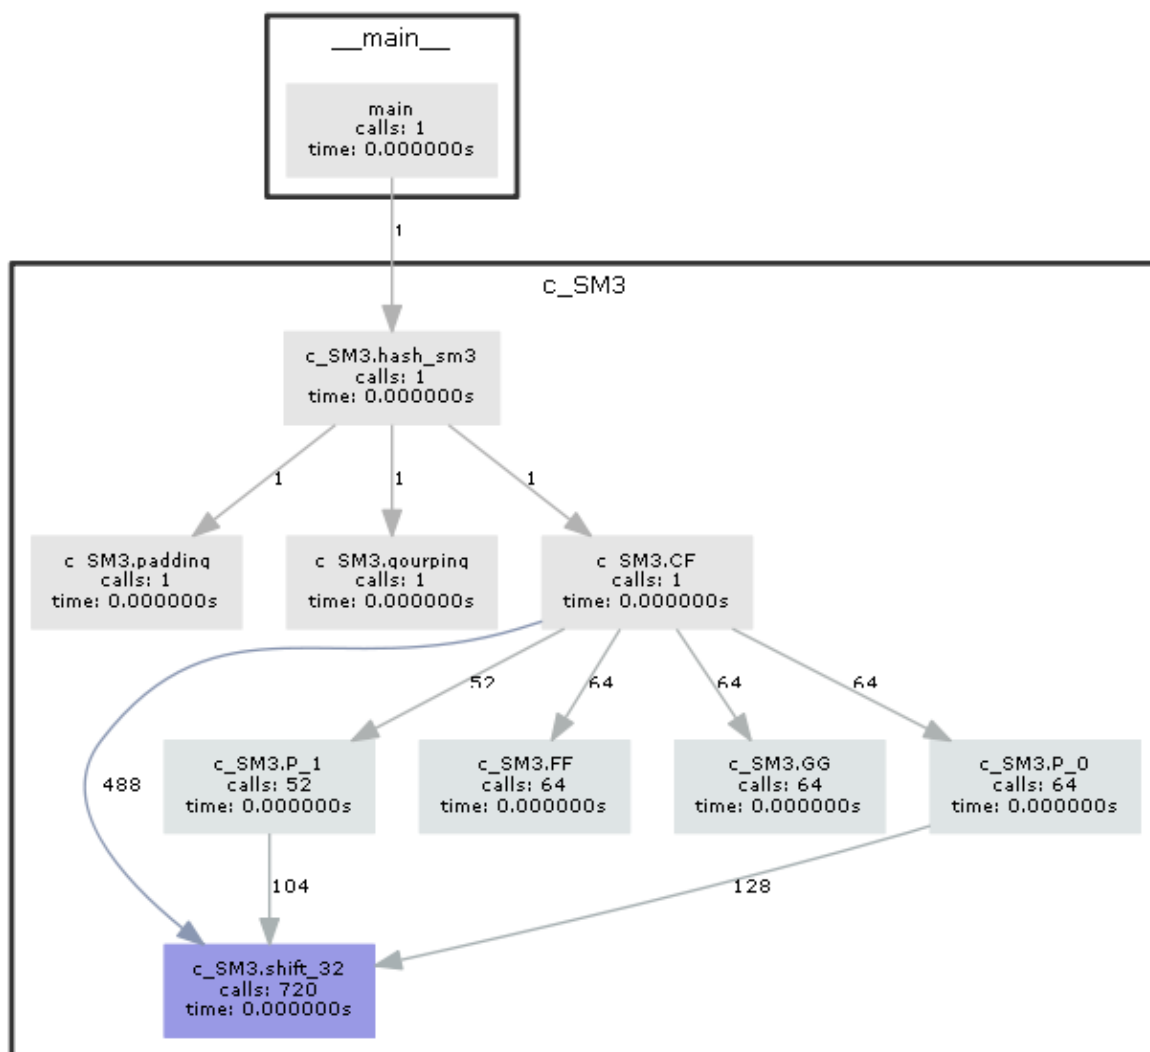 __main__
main
calls: 1
time: 0.000000s
1
c_SM3
c_SM3.hash_sm3
calls: 1
time: 0.000000s
1
1
1
c_SM3.padding
calls: 1
time: 0.000000s
c_SM3.gourping
calls: 1
time: 0.000000s
c_SM3.CF
calls: 1
time: 0.000000s
52
64
64
64
488
c_SM3.P_1
calls: 52
time: 0.000000s
c_SM3.FF
calls: 64
time: 0.000000s
c_SM3.GG
calls: 64
time: 0.000000s
c_SM3.P_0
calls: 64
time: 0.000000s
104
128
c_SM3.shift_32
calls: 720
time: 0.000000s